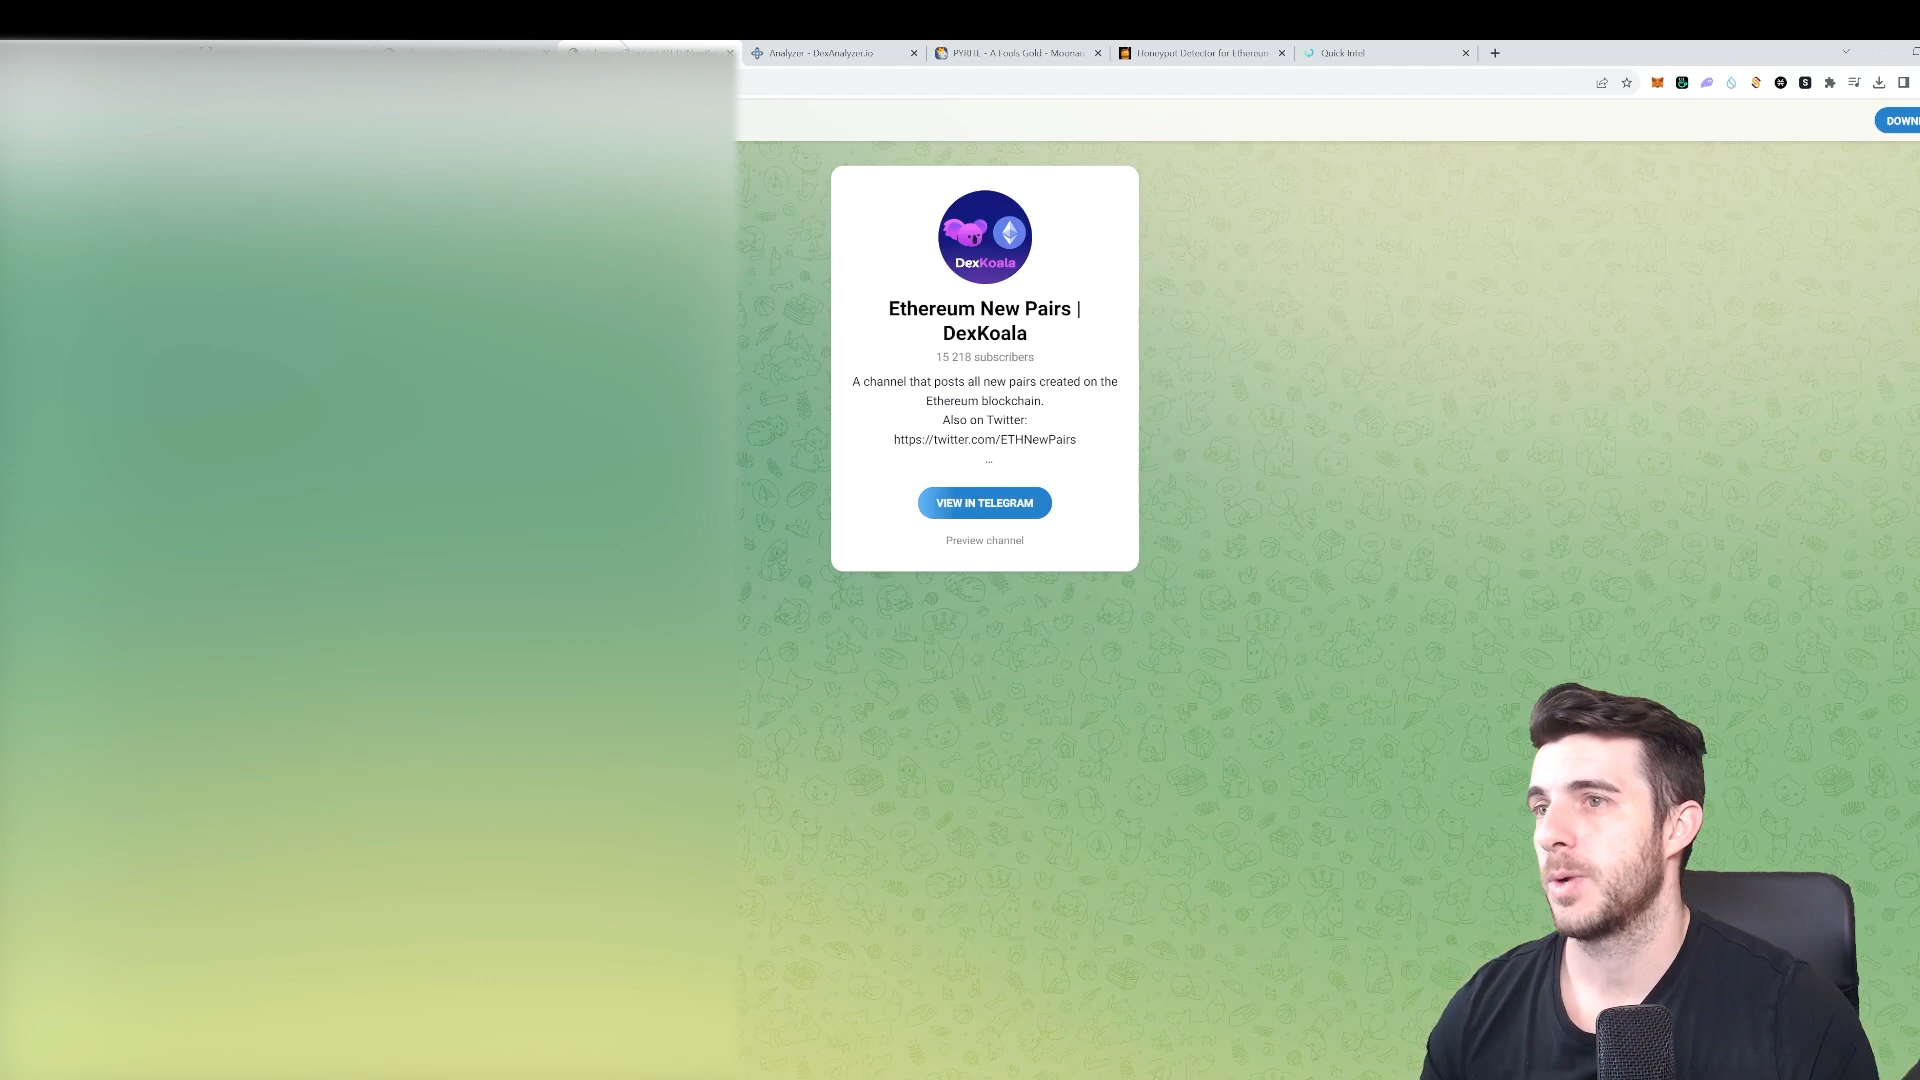 Analyzer - DexAnalyzer.io
PYRITE - A Fools Gold - Moonar
Honeypot Detector for Ethereum
Quick Intel
DOWN
DexKoala
Ethereum New Pairs |
DexKoala
15 218 subscribers
A channel that posts all new pairs created on the
Ethereum blockchain.
Also on Twitter:
https://twitter.com/ETHNewPairs
...
VIEW IN TELEGRAM
Preview channel